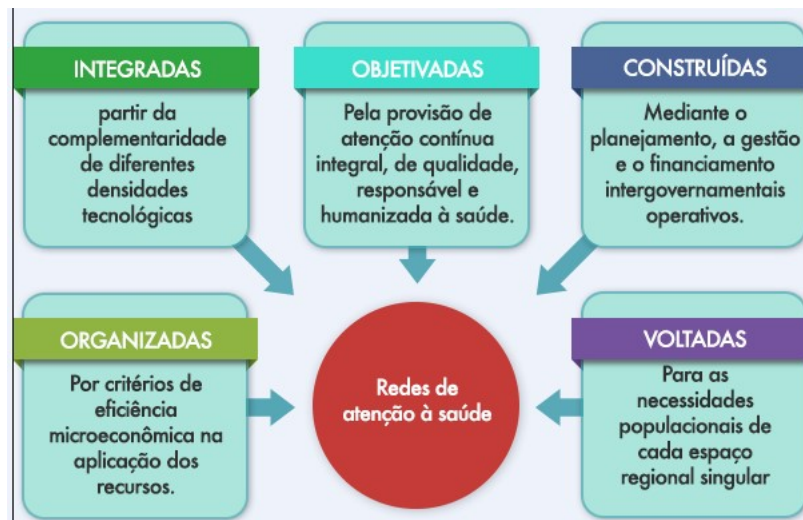 INTEGRADAS
partir da
complementaridade
de diferentes
densidades
tecnológicas
OBJETIVADAS
Pela provisão de
atenção contínua
integral, de qualidade,
responsável e
humanizada à saúde.
CONSTRUÍDAS
Mediante o
planejamento, a gestão
e o financiamento
intergovernamentais
operativos.
ORGANIZADAS
Por critérios de
eficiência
microeconômica na
aplicação dos
recursos.
Redes de
atenção à saúde
VOLTADAS
Para as
necessidades
populacionais de
cada espaço
regional singular